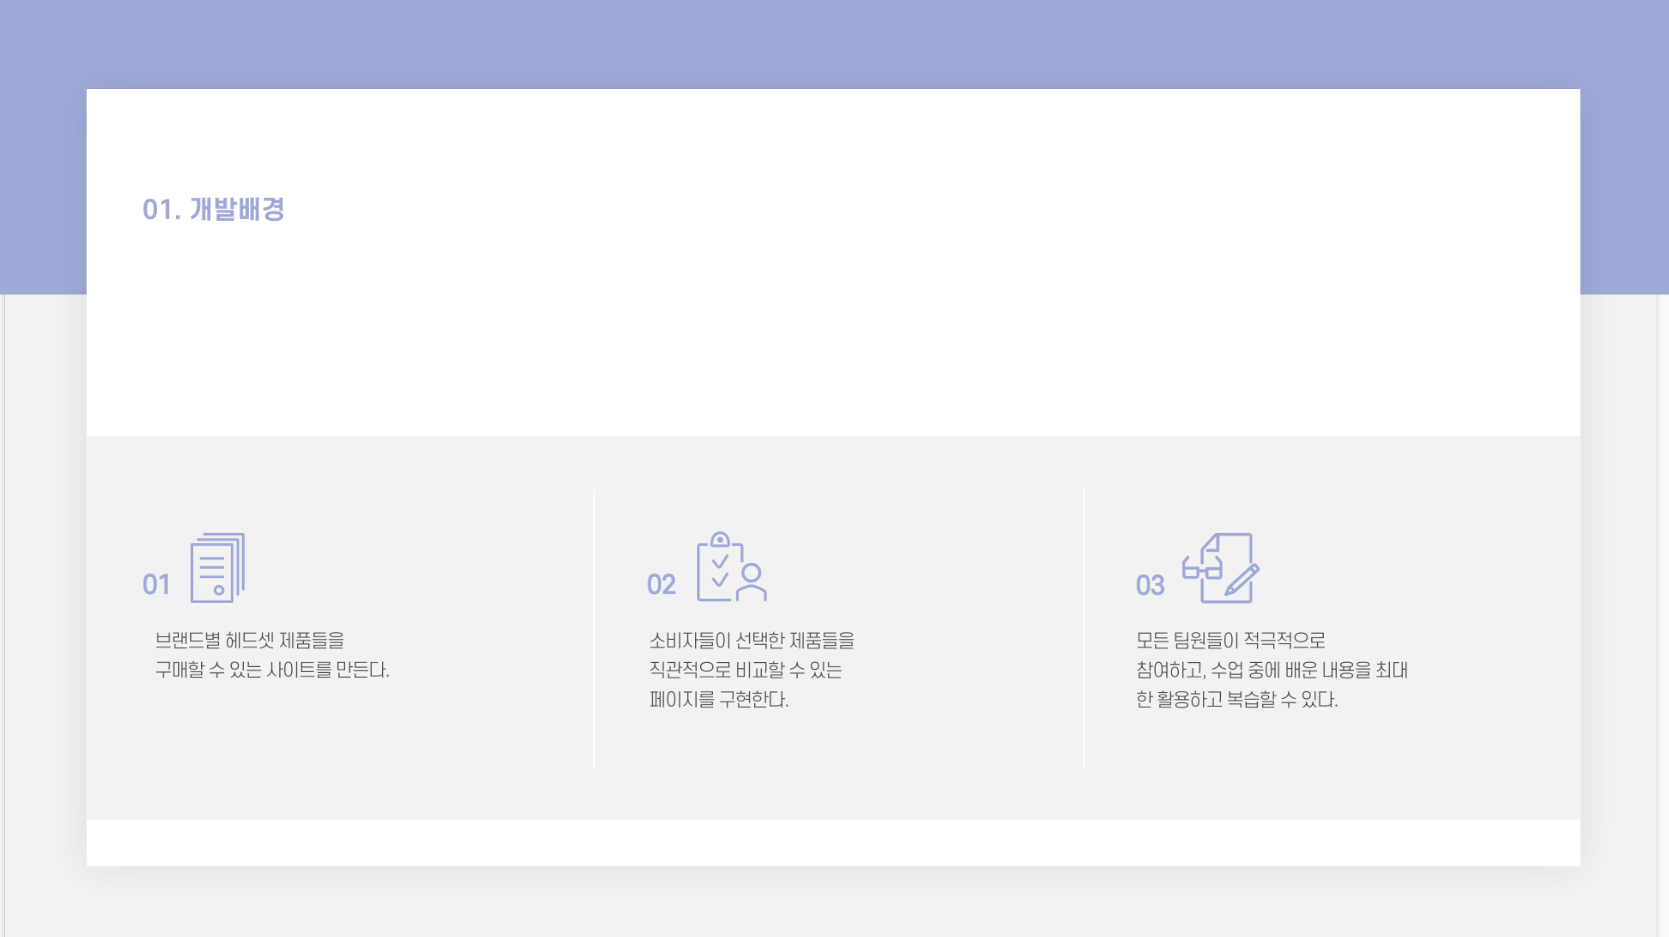 01. 개발배경
01
브랜드별 헤드셋 제품들을
구매할 수 있는 사이트를 만든다.
02
소비자들이 선택한 제품들을
직관적으로 비교할 수 있는
페이지를 구현한다.
03
모든 팀원들이 적극적으로
참여하고, 수업 중에 배운 내용을 최대
한 활용하고 복습할 수 있다.